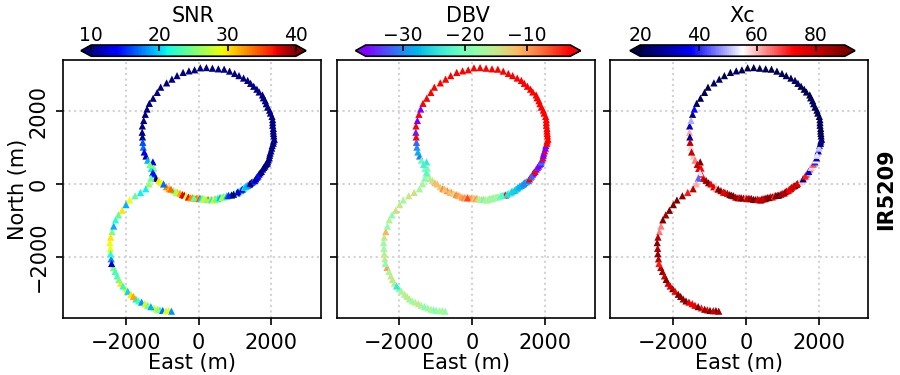 SNR DBV Xc
10 20 30 40 −30 −20 −10 20 40 60 80
North (m)
2000
0
−2000
IR5209
−2000 0 2000 −2000 0 2000 −2000 0 2000
East (m) East (m) East (m)